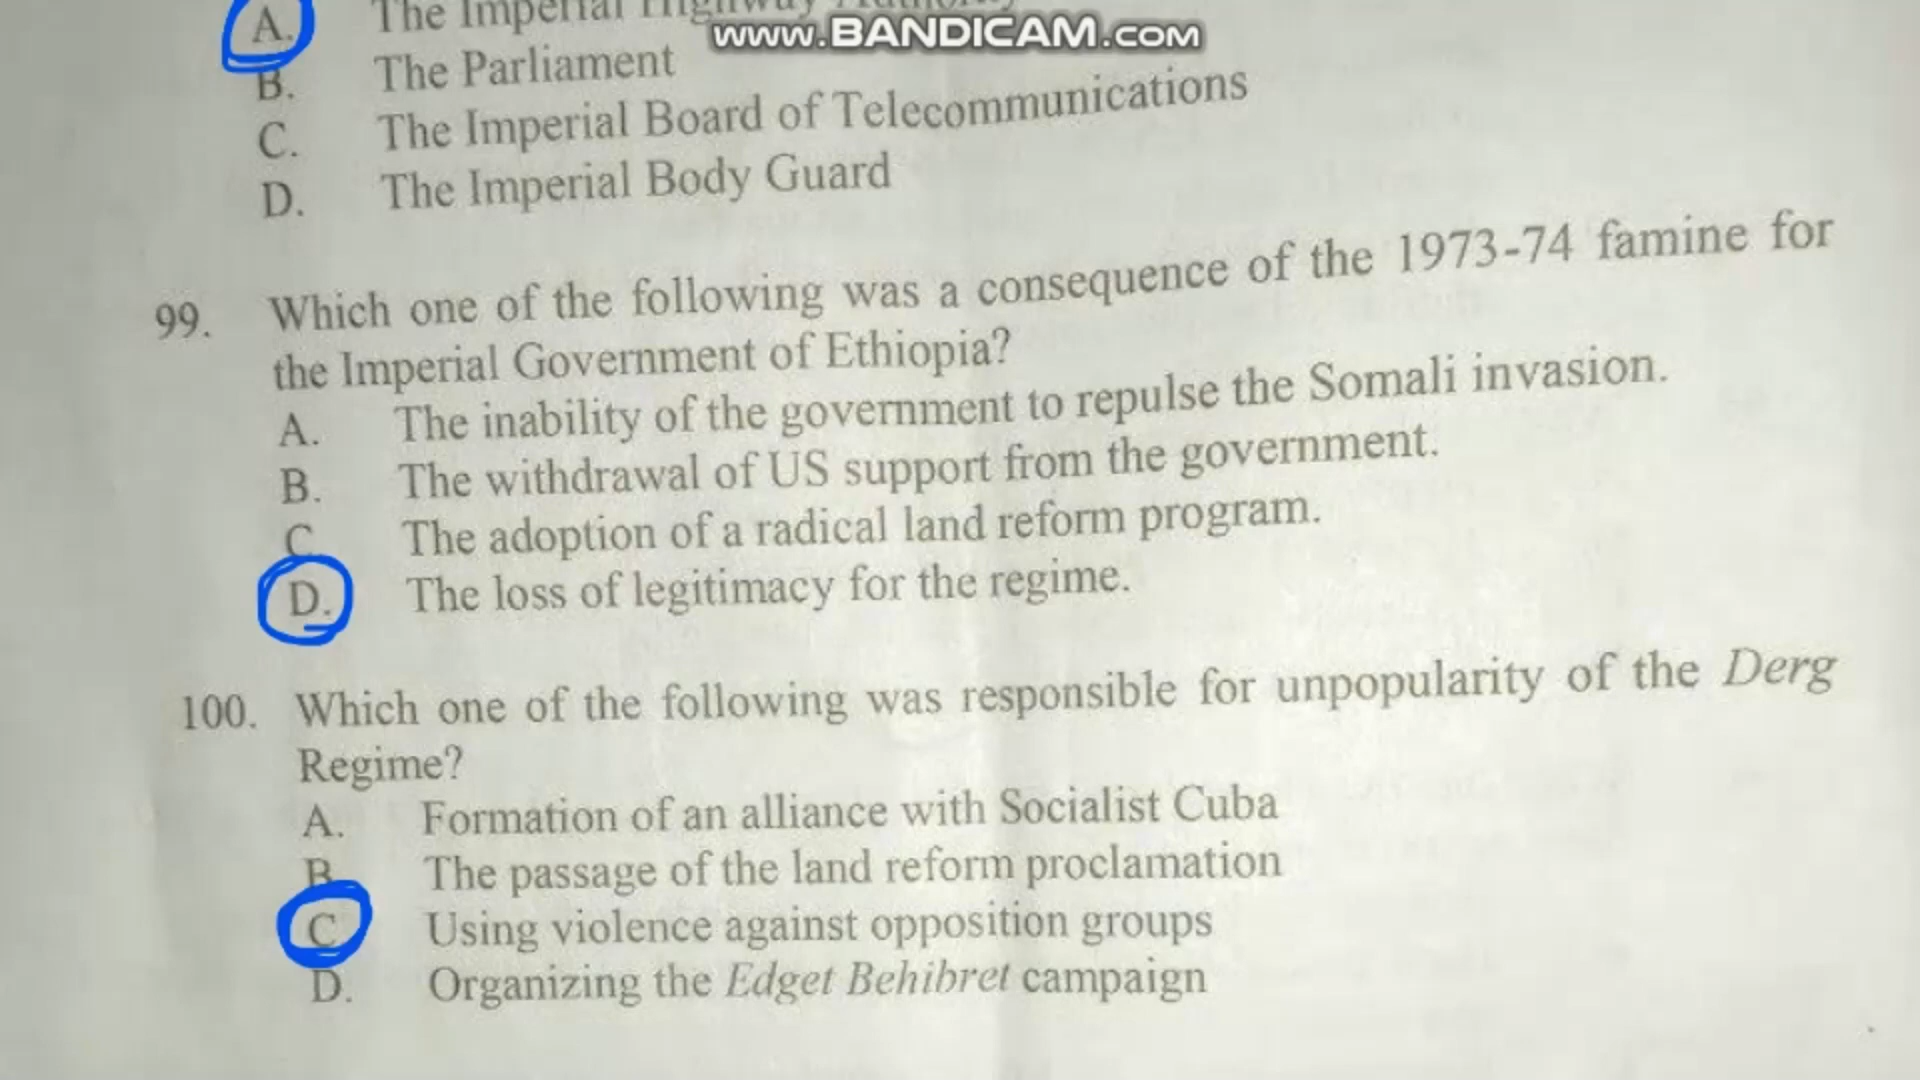 A. The Imperial Highway Authority
www.BANDICAM.com
B. The Parliament
C. The Imperial Board of Telecommunications
D. The Imperial Body Guard
99. Which one of the following was a consequence of the 1973-74 famine for
the Imperial Government of Ethiopia?
A. The inability of the government to repulse the Somali invasion.
B. The withdrawal of US support from the government.
C. The adoption of a radical land reform program.
D. The loss of legitimacy for the regime.
100. Which one of the following was responsible for unpopularity of the Derg
Regime?
A. Formation of an alliance with Socialist Cuba
B. The passage of the land reform proclamation
C Using violence against opposition groups
D. Organizing the Edget Behibret campaign